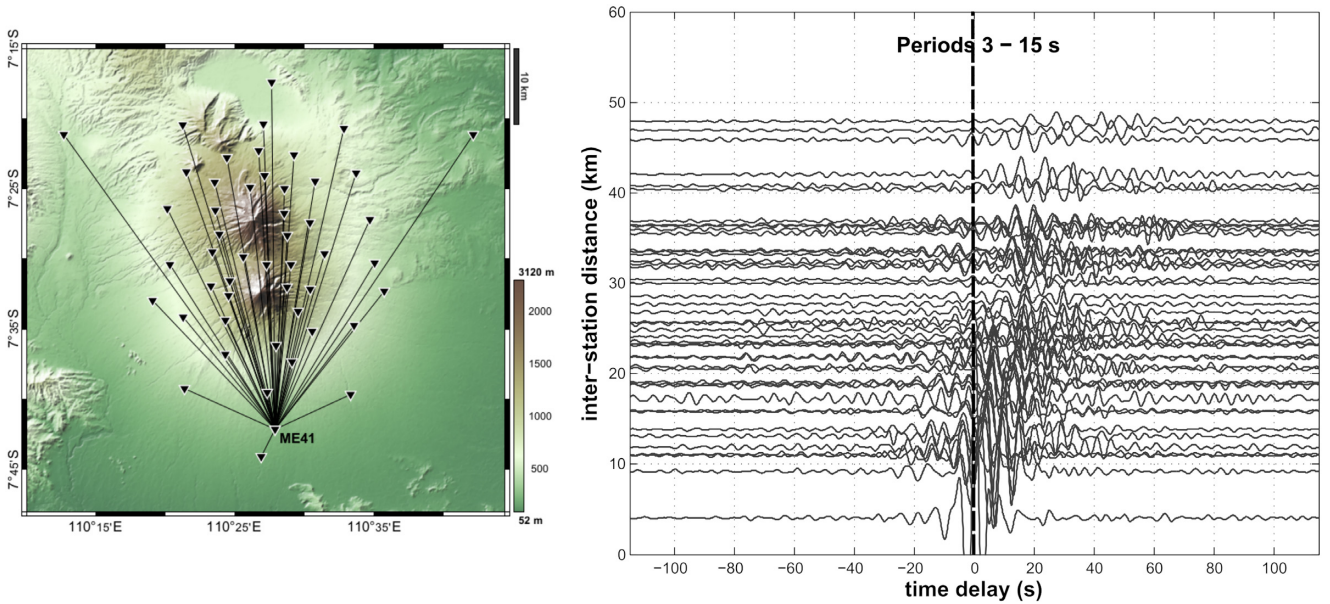 7°15'S
7°25'S
7°35'S
7°45'S
110°15'E
110°25'E
110°35'E
ME41
10 km
3120 m
2000
1500
1000
500
52 m
Periods 3 − 15 s
60
50
40
30
20
10
0
inter−station distance (km)
−100
−80
−60
−40
−20
0
20
40
60
80
100
time delay (s)